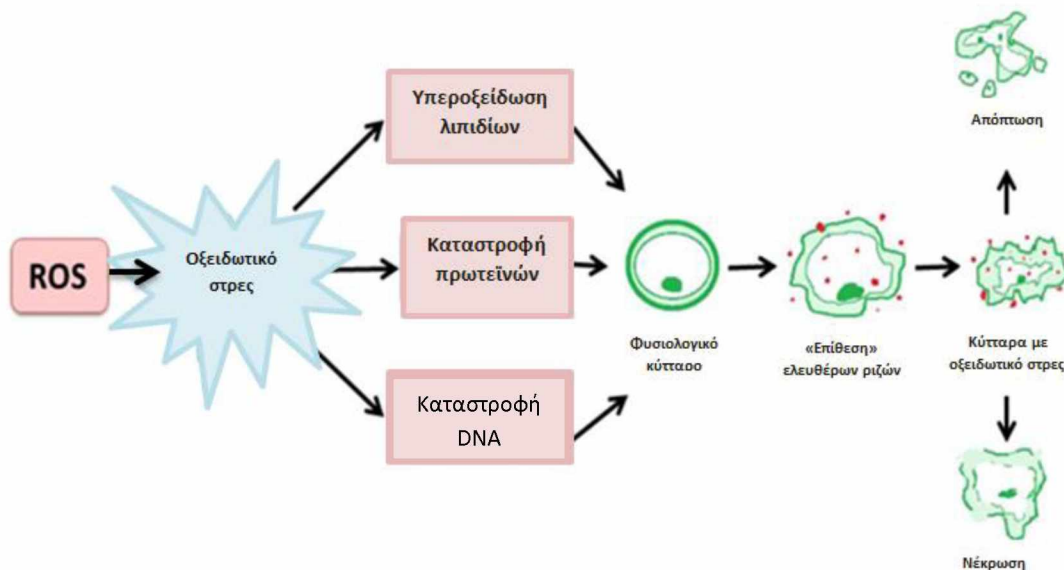 ROS
Οξειδωτικό
στρες
Υπεροξείδωση
λιπιδίων
Καταστροφή
πρωτεϊνών
Καταστροφή
DNA
Φυσιολογικό
κύτταρο
«Επίθεση»
ελευθέρων ριζών
Κύτταρα με
οξειδωτικό στρες
Απόπτωση
Νέκρωση